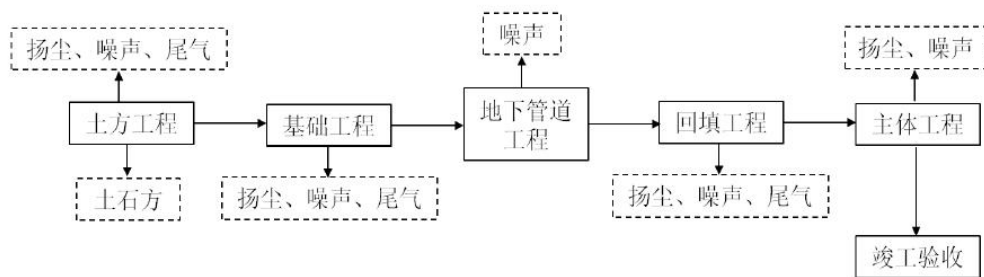 扬尘、噪声、尾气
噪声
扬尘、噪声
土方工程
基础工程
地下管道
工程
回填工程
主体工程
土石方
扬尘、噪声、尾气
扬尘、噪声、尾气
竣工验收